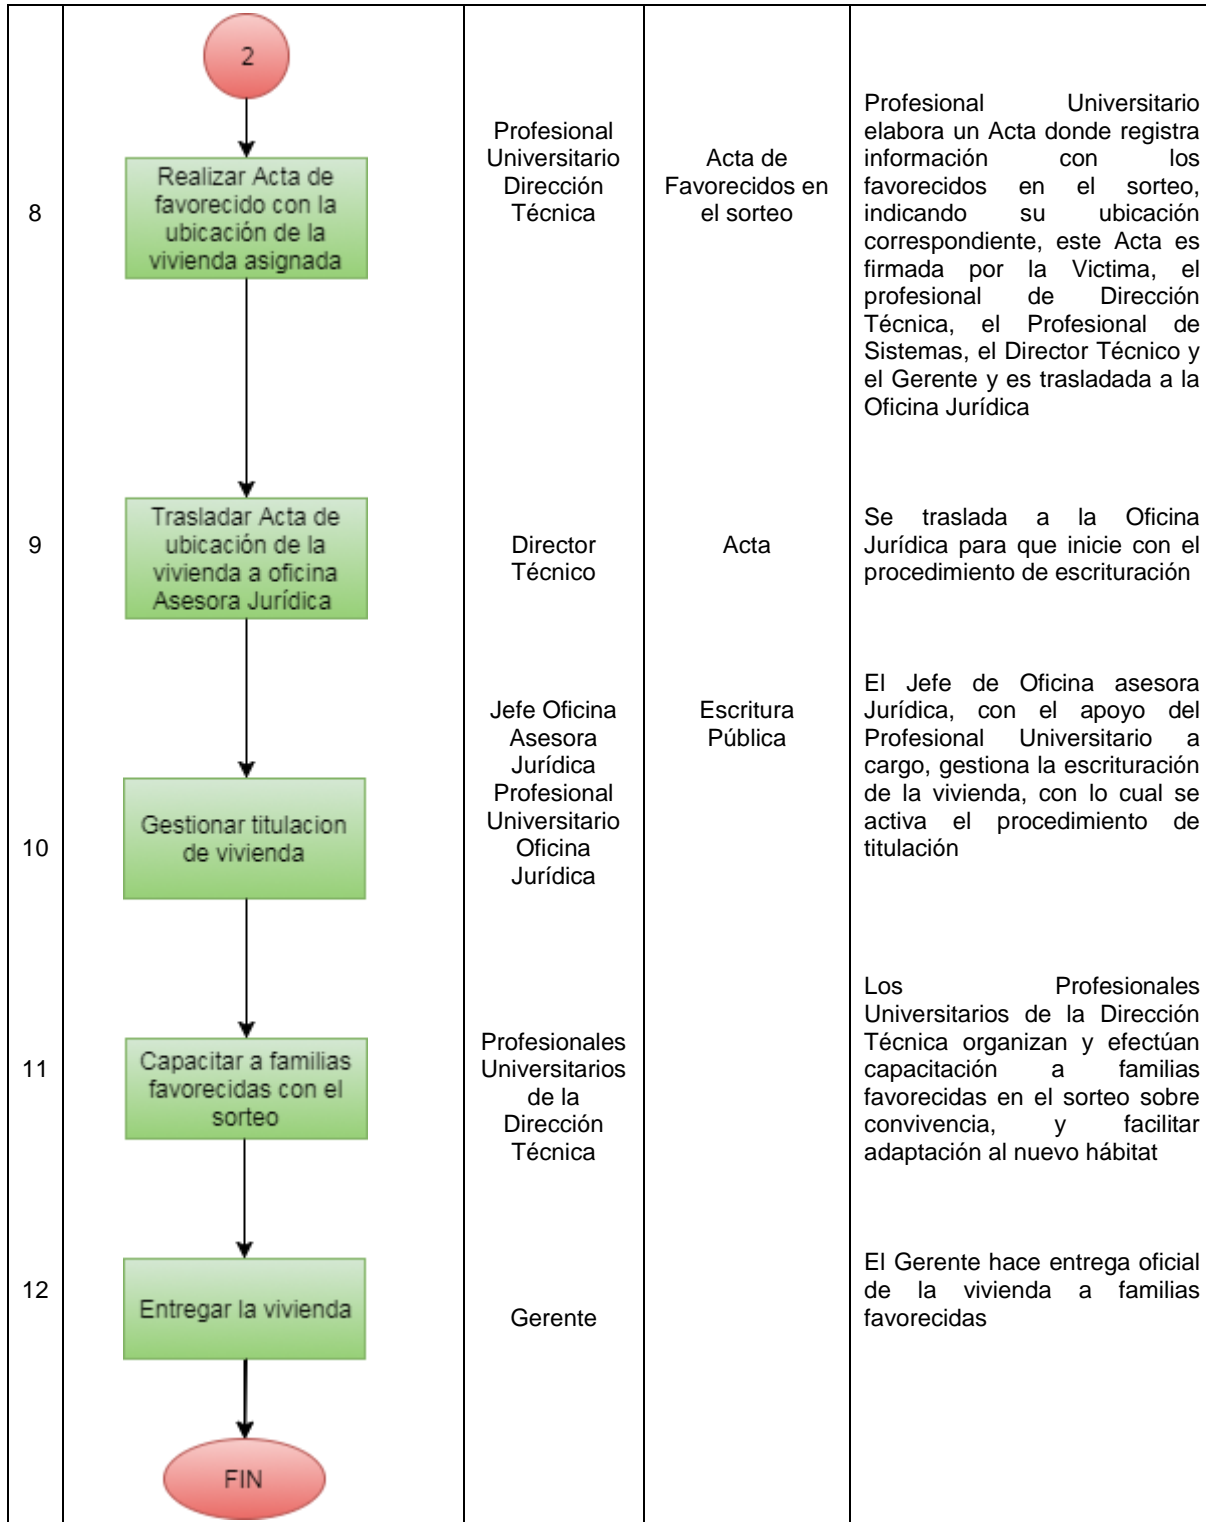 2
8
Realizar Acta de
favorecido con la
ubicación de la
vivienda asignada
Profesional
Universitario
Dirección
Técnica
Acta de
Favorecidos en
el sorteo
Profesional Universitario
elabora un Acta donde registra
información con los
favorecidos en el sorteo,
indicando su ubicación
correspondiente, este Acta es
firmada por la Victima, el
profesional de Dirección
Técnica, el Profesional de
Sistemas, el Director Técnico y
el Gerente y es trasladada a la
Oficina Jurídica
9
Trasladar Acta de
ubicación de la
vivienda a oficina
Asesora Jurídica
Director
Técnico
Acta
Se traslada a la Oficina
Jurídica para que inicie con el
procedimiento de escrituración
10
Gestionar titulacion
de vivienda
Jefe Oficina
Asesora
Jurídica
Profesional
Universitario
Oficina
Jurídica
Escritura
Pública
El Jefe de Oficina asesora
Jurídica, con el apoyo del
Profesional Universitario a
cargo, gestiona la escrituración
de la vivienda, con lo cual se
activa el procedimiento de
titulación
11
Capacitar a familias
favorecidas con el
sorteo
Profesionales
Universitarios
de la
Dirección
Técnica
Los Profesionales
Universitarios de la Dirección
Técnica organizan y efectúan
capacitación a familias
favorecidas en el sorteo sobre
convivencia, y facilitar
adaptación al nuevo hábitat
12
Entregar la vivienda
Gerente
El Gerente hace entrega oficial
de la vivienda a familias
favorecidas
FIN